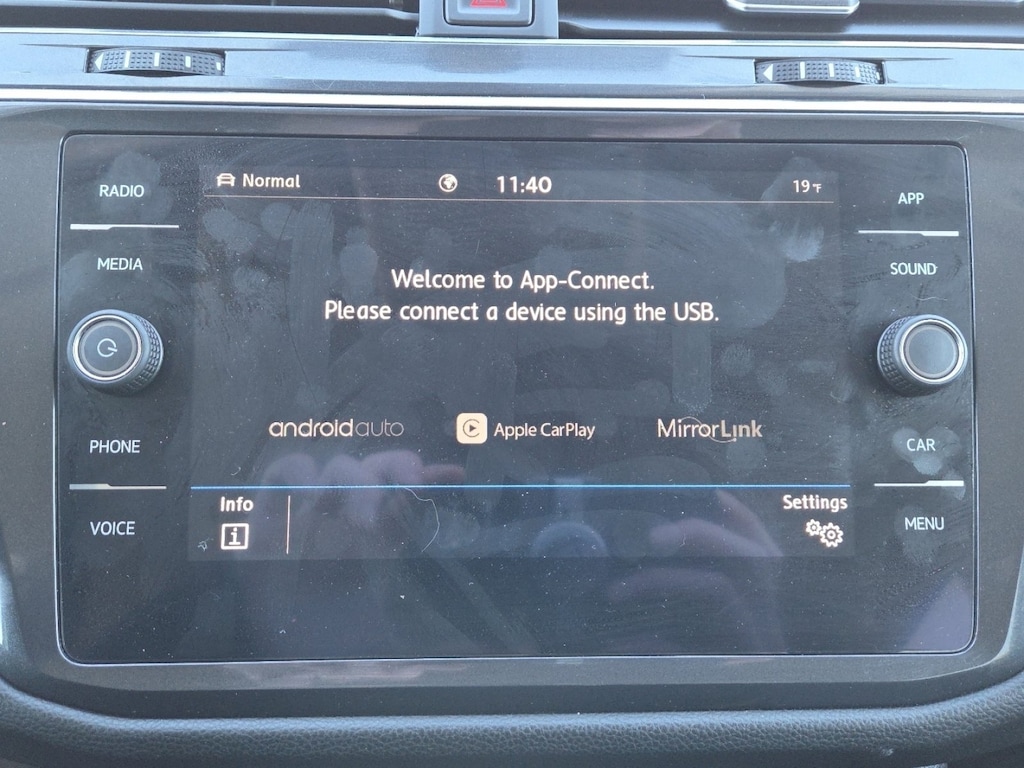 RADIO
MEDIA
PHONE
VOICE
Normal
11:40
19°F
Welcome to App-Connect.
Please connect a device using the USB.
androidauto
Apple CarPlay
MirrorLink
Info
i
Settings
APP
SOUND
CAR
MENU